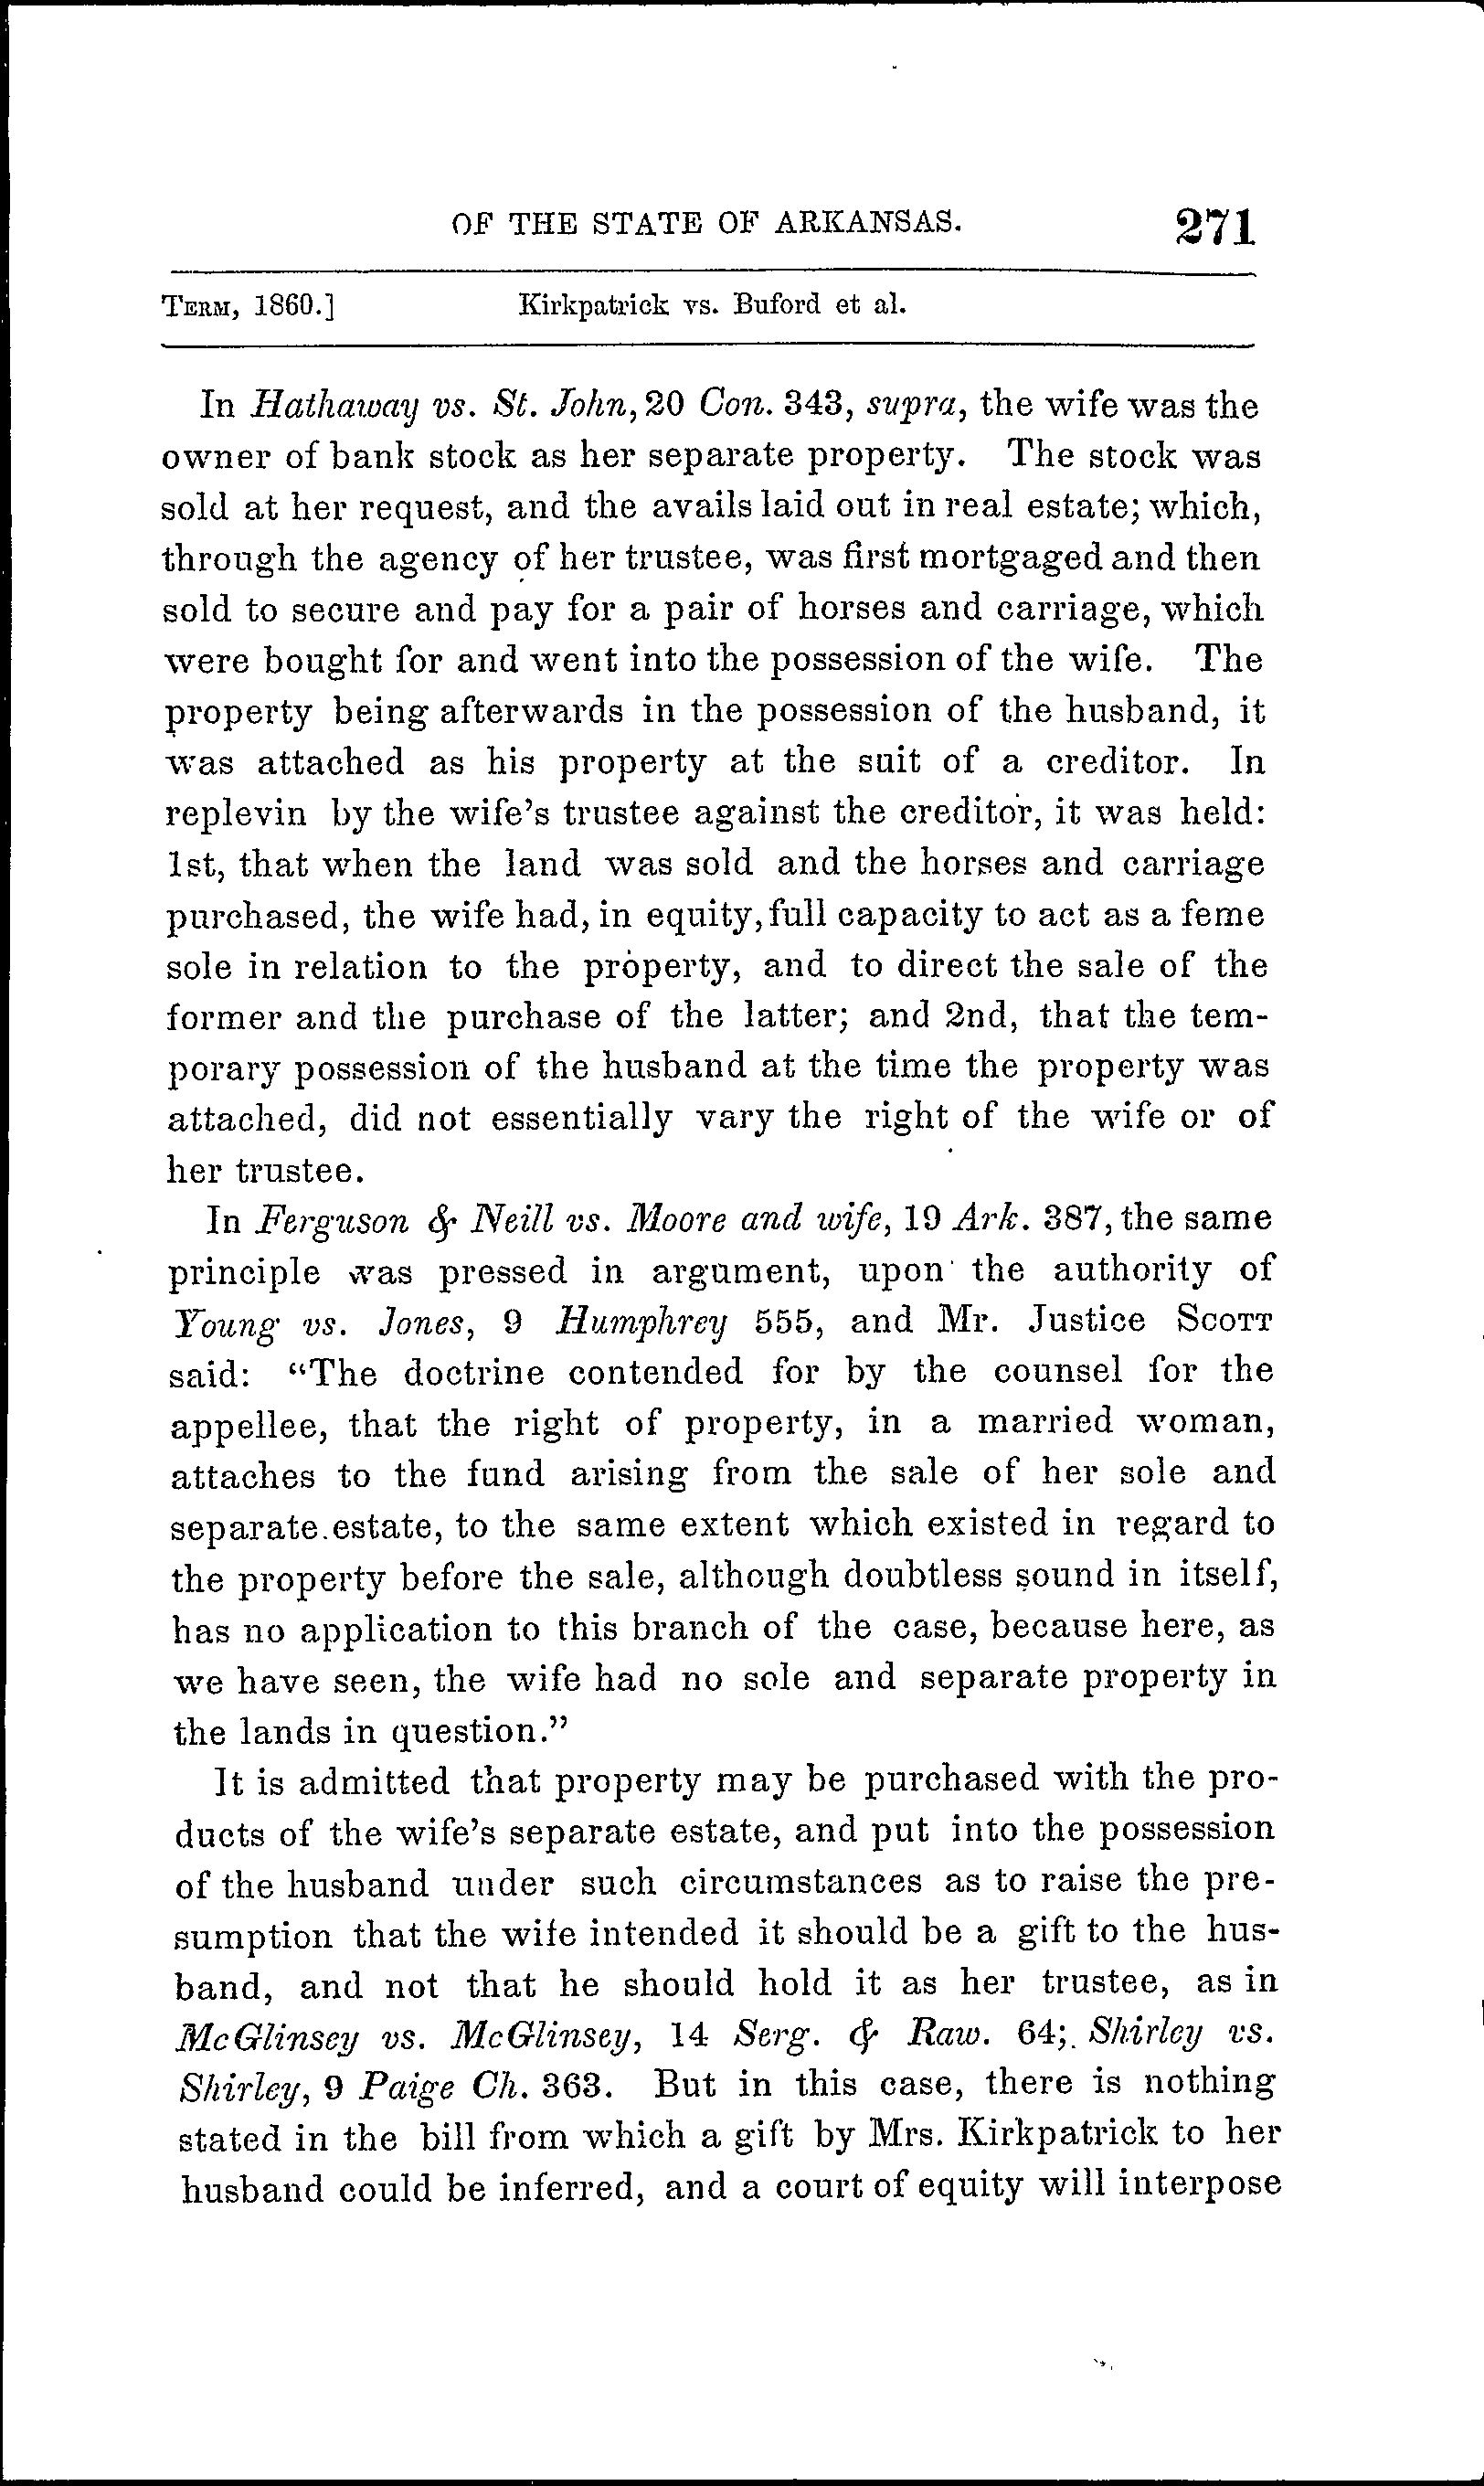 OF THE STATE OF ARKANSAS. 271
TERM, 1860.] Kirkpatrick vs. Buford et al.
In Hathaway vs. St. John, 20 Con. 343, supra, the wife was the
owner of bank stock as her separate property. The stock was
sold at her request, and the avails laid out in real estate; which,
through the agency of her trustee, was first mortgaged and then
sold to secure and pay for a pair of horses and carriage, which
were bought for and went into the possession of the wife. The
property being afterwards in the possession of the husband, it
was attached as his property at the suit of a creditor. In
replevin by the wife's trustee against the creditor, it was held:
1st, that when the land was sold and the horses and carriage
purchased, the wife had, in equity, full capacity to act as a feme
sole in relation to the property, and to direct the sale of the
former and the purchase of the latter; and 2nd, that the tem-
porary possession of the husband at the time the property was
attached, did not essentially vary the right of the wife or of
her trustee.
In Ferguson & Neill vs. Moore and wife, 19 Ark. 387, the same
principle was pressed in argument, upon the authority of
Young vs. Jones, 9 Humphrey 555, and Mr. Justice SCOTT
said: "The doctrine contended for by the counsel for the
appellee, that the right of property, in a married woman,
attaches to the fund arising from the sale of her sole and
separate estate, to the same extent which existed in regard to
the property before the sale, although doubtless sound in itself,
has no application to this branch of the case, because here, as
we have seen, the wife had no sole and separate property in
the lands in question."
It is admitted that property may be purchased with the pro-
ducts of the wife's separate estate, and put into the possession
of the husband under such circumstances as to raise the pre-
sumption that the wife intended it should be a gift to the hus-
band, and not that he should hold it as her trustee, as in
McGlinsey vs. McGlinsey, 14 Serg. & Raw. 64; Shirley vs.
Shirley, 9 Paige Ch. 363. But in this case, there is nothing
stated in the bill from which a gift by Mrs. Kirkpatrick to her
husband could be inferred, and a court of equity will interpose